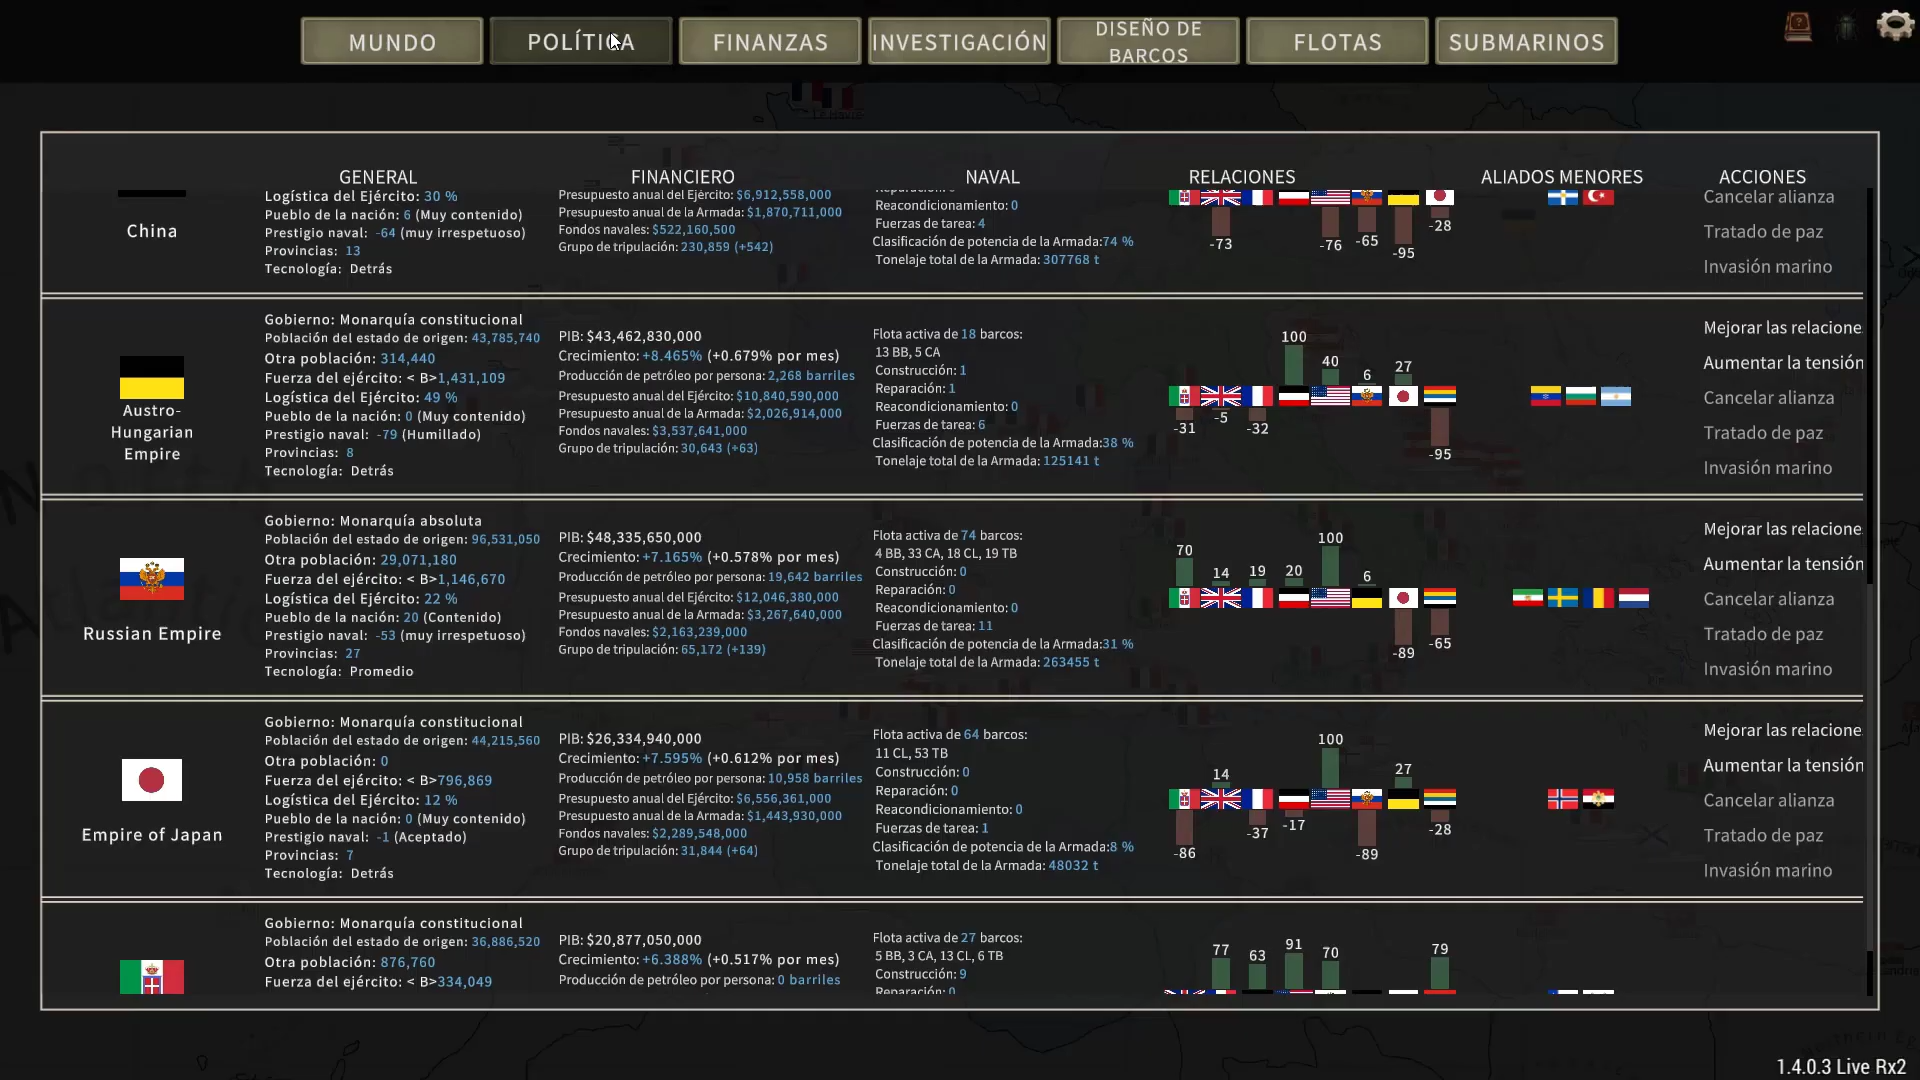 MUNDO
POLÍTICA
FINANZAS
INVESTIGACIÓN
DISEÑO DE
BARCOS
FLOTAS
SUBMARINOS
GENERAL
FINANCIERO
NAVAL
RELACIONES
ALIADOS MENORES
ACCIONES
China
Logística del Ejército: 30 %
Pueblo de la nación: 6 (Muy contenido)
Prestigio naval: -64 (muy irrespetuoso)
Provincias: 13
Tecnología: Detrás
Presupuesto anual del Ejército: $6,912,558,000
Presupuesto anual de la Armada: $1,870,711,000
Fondos navales: $522,160,500
Grupo de tripulación: 230,859 (+542)
Reacondicionamiento: 0
Fuerzas de tarea: 4
Clasificación de potencia de la Armada:74 %
Tonelaje total de la Armada: 307768 t
-73
-76
-65
-95
-28
Cancelar alianza
Tratado de paz
Invasión marino
Austro-
Hungarian
Empire
Gobierno: Monarquía constitucional
Población del estado de origen: 43,785,740
Otra población: 314,440
Fuerza del ejército: < B>1,431,109
Logística del Ejército: 49 %
Pueblo de la nación: 0 (Muy contenido)
Prestigio naval: -79 (Humillado)
Provincias: 8
Tecnología: Detrás
PIB: $43,462,830,000
Crecimiento: +8.465% (+0.679% por mes)
Producción de petróleo por persona: 2,268 barriles
Presupuesto anual del Ejército: $10,840,590,000
Presupuesto anual de la Armada: $2,026,914,000
Fondos navales: $3,537,641,000
Grupo de tripulación: 30,643 (+63)
Flota activa de 18 barcos:
13 BB, 5 CA
Construcción: 1
Reparación: 1
Reacondicionamiento: 0
Fuerzas de tarea: 6
Clasificación de potencia de la Armada:38 %
Tonelaje total de la Armada: 125141 t
100
40
6
27
-31
-5
-32
-95
Mejorar las relacione
Aumentar la tensión
Cancelar alianza
Tratado de paz
Invasión marino
Russian Empire
Gobierno: Monarquía absoluta
Población del estado de origen: 96,531,050
Otra población: 29,071,180
Fuerza del ejército: < B>1,146,670
Logística del Ejército: 22 %
Pueblo de la nación: 20 (Contenido)
Prestigio naval: -53 (muy irrespetuoso)
Provincias: 27
Tecnología: Promedio
PIB: $48,335,650,000
Crecimiento: +7.165% (+0.578% por mes)
Producción de petróleo por persona: 19,642 barriles
Presupuesto anual del Ejército: $12,046,380,000
Presupuesto anual de la Armada: $3,267,640,000
Fondos navales: $2,163,239,000
Grupo de tripulación: 65,172 (+139)
Flota activa de 74 barcos:
4 BB, 33 CA, 18 CL, 19 TB
Construcción: 0
Reparación: 0
Reacondicionamiento: 0
Fuerzas de tarea: 11
Clasificación de potencia de la Armada:31 %
Tonelaje total de la Armada: 263455 t
70
14
19
20
100
6
-89
-65
Mejorar las relacione
Aumentar la tensión
Cancelar alianza
Tratado de paz
Invasión marino
Empire of Japan
Gobierno: Monarquía constitucional
Población del estado de origen: 44,215,560
Otra población: 0
Fuerza del ejército: < B>796,869
Logística del Ejército: 12 %
Pueblo de la nación: 0 (Muy contenido)
Prestigio naval: -1 (Aceptado)
Provincias: 7
Tecnología: Detrás
PIB: $26,334,940,000
Crecimiento: +7.595% (+0.612% por mes)
Producción de petróleo por persona: 10,958 barriles
Presupuesto anual del Ejército: $6,556,361,000
Presupuesto anual de la Armada: $1,443,930,000
Fondos navales: $2,289,548,000
Grupo de tripulación: 31,844 (+64)
Flota activa de 64 barcos:
11 CL, 53 TB
Construcción: 0
Reparación: 0
Reacondicionamiento: 0
Fuerzas de tarea: 1
Clasificación de potencia de la Armada:8 %
Tonelaje total de la Armada: 48032 t
14
100
27
-86
-37
-17
-89
-28
Mejorar las relacione
Aumentar la tensión
Cancelar alianza
Tratado de paz
Invasión marino
Gobierno: Monarquía constitucional
Población del estado de origen: 36,886,520
Otra población: 876,760
Fuerza del ejército: < B>334,049
PIB: $20,877,050,000
Crecimiento: +6.388% (+0.517% por mes)
Producción de petróleo por persona: 0 barriles
Flota activa de 27 barcos:
5 BB, 3 CA, 13 CL, 6 TB
Construcción: 9
Reparación: 0
77
63
91
70
79
1.4.0.3 Live Rx2